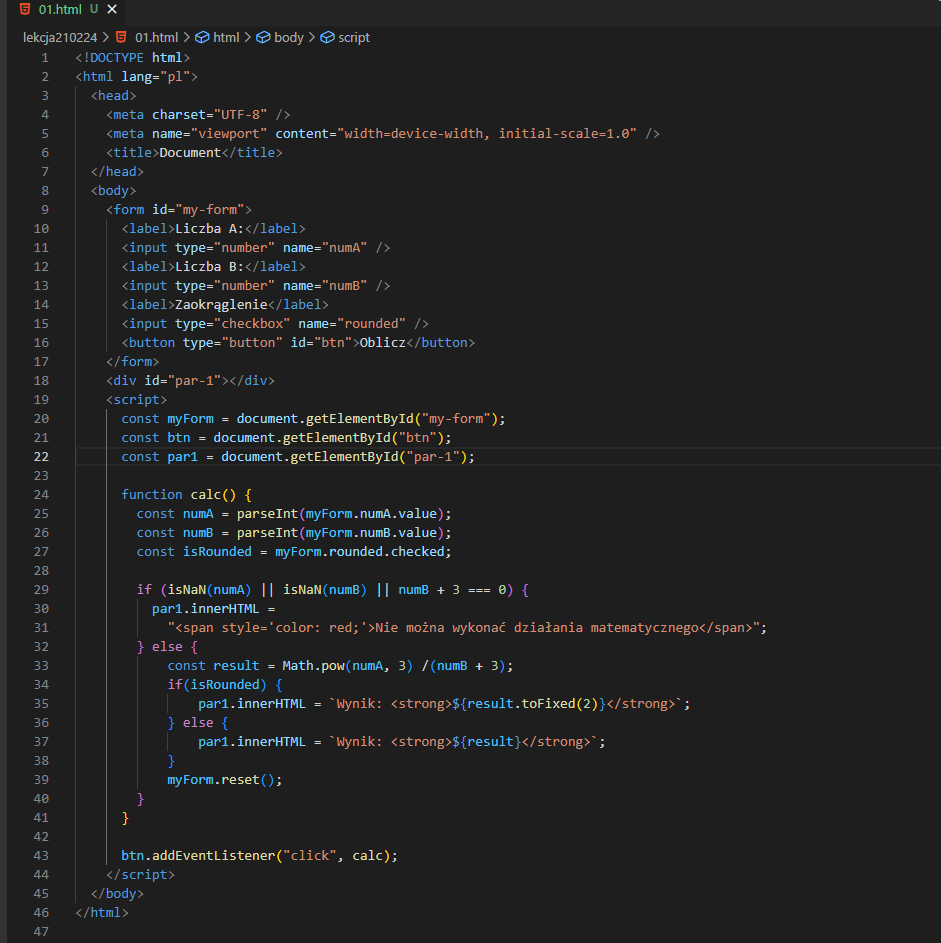 01.html U ×
lekcja210224 > 01.html > html > body > script
1 <!DOCTYPE html>
2 <html lang="pl">
3   <head>
4     <meta charset="UTF-8" />
5     <meta name="viewport" content="width=device-width, initial-scale=1.0" />
6     <title>Document</title>
7   </head>
8   <body>
9     <form id="my-form">
10       <label>Liczba A:</label>
11       <input type="number" name="numA" />
12       <label>Liczba B:</label>
13       <input type="number" name="numB" />
14       <label>Zaokrąglenie</label>
15       <input type="checkbox" name="rounded" />
16       <button type="button" id="btn">Oblicz</button>
17     </form>
18     <div id="par-1"></div>
19     <script>
20       const myForm = document.getElementById("my-form");
21       const btn = document.getElementById("btn");
22       const par1 = document.getElementById("par-1");
23
24       function calc() {
25         const numA = parseInt(myForm.numA.value);
26         const numB = parseInt(myForm.numB.value);
27         const isRounded = myForm.rounded.checked;
28
29         if (isNaN(numA) || isNaN(numB) || numB + 3 === 0) {
30           par1.innerHTML =
31             "<span style='color: red;'>Nie można wykonać działania matematycznego</span>";
32         } else {
33             const result = Math.pow(numA, 3) /(numB + 3);
34             if(isRounded) {
35                 par1.innerHTML = `Wynik: <strong>${result.toFixed(2)}</strong>`;
36             } else {
37                 par1.innerHTML = `Wynik: <strong>${result}</strong>`;
38             }
39             myForm.reset();
40         }
41       }
42
43       btn.addEventListener("click", calc);
44     </script>
45   </body>
46 </html>
47